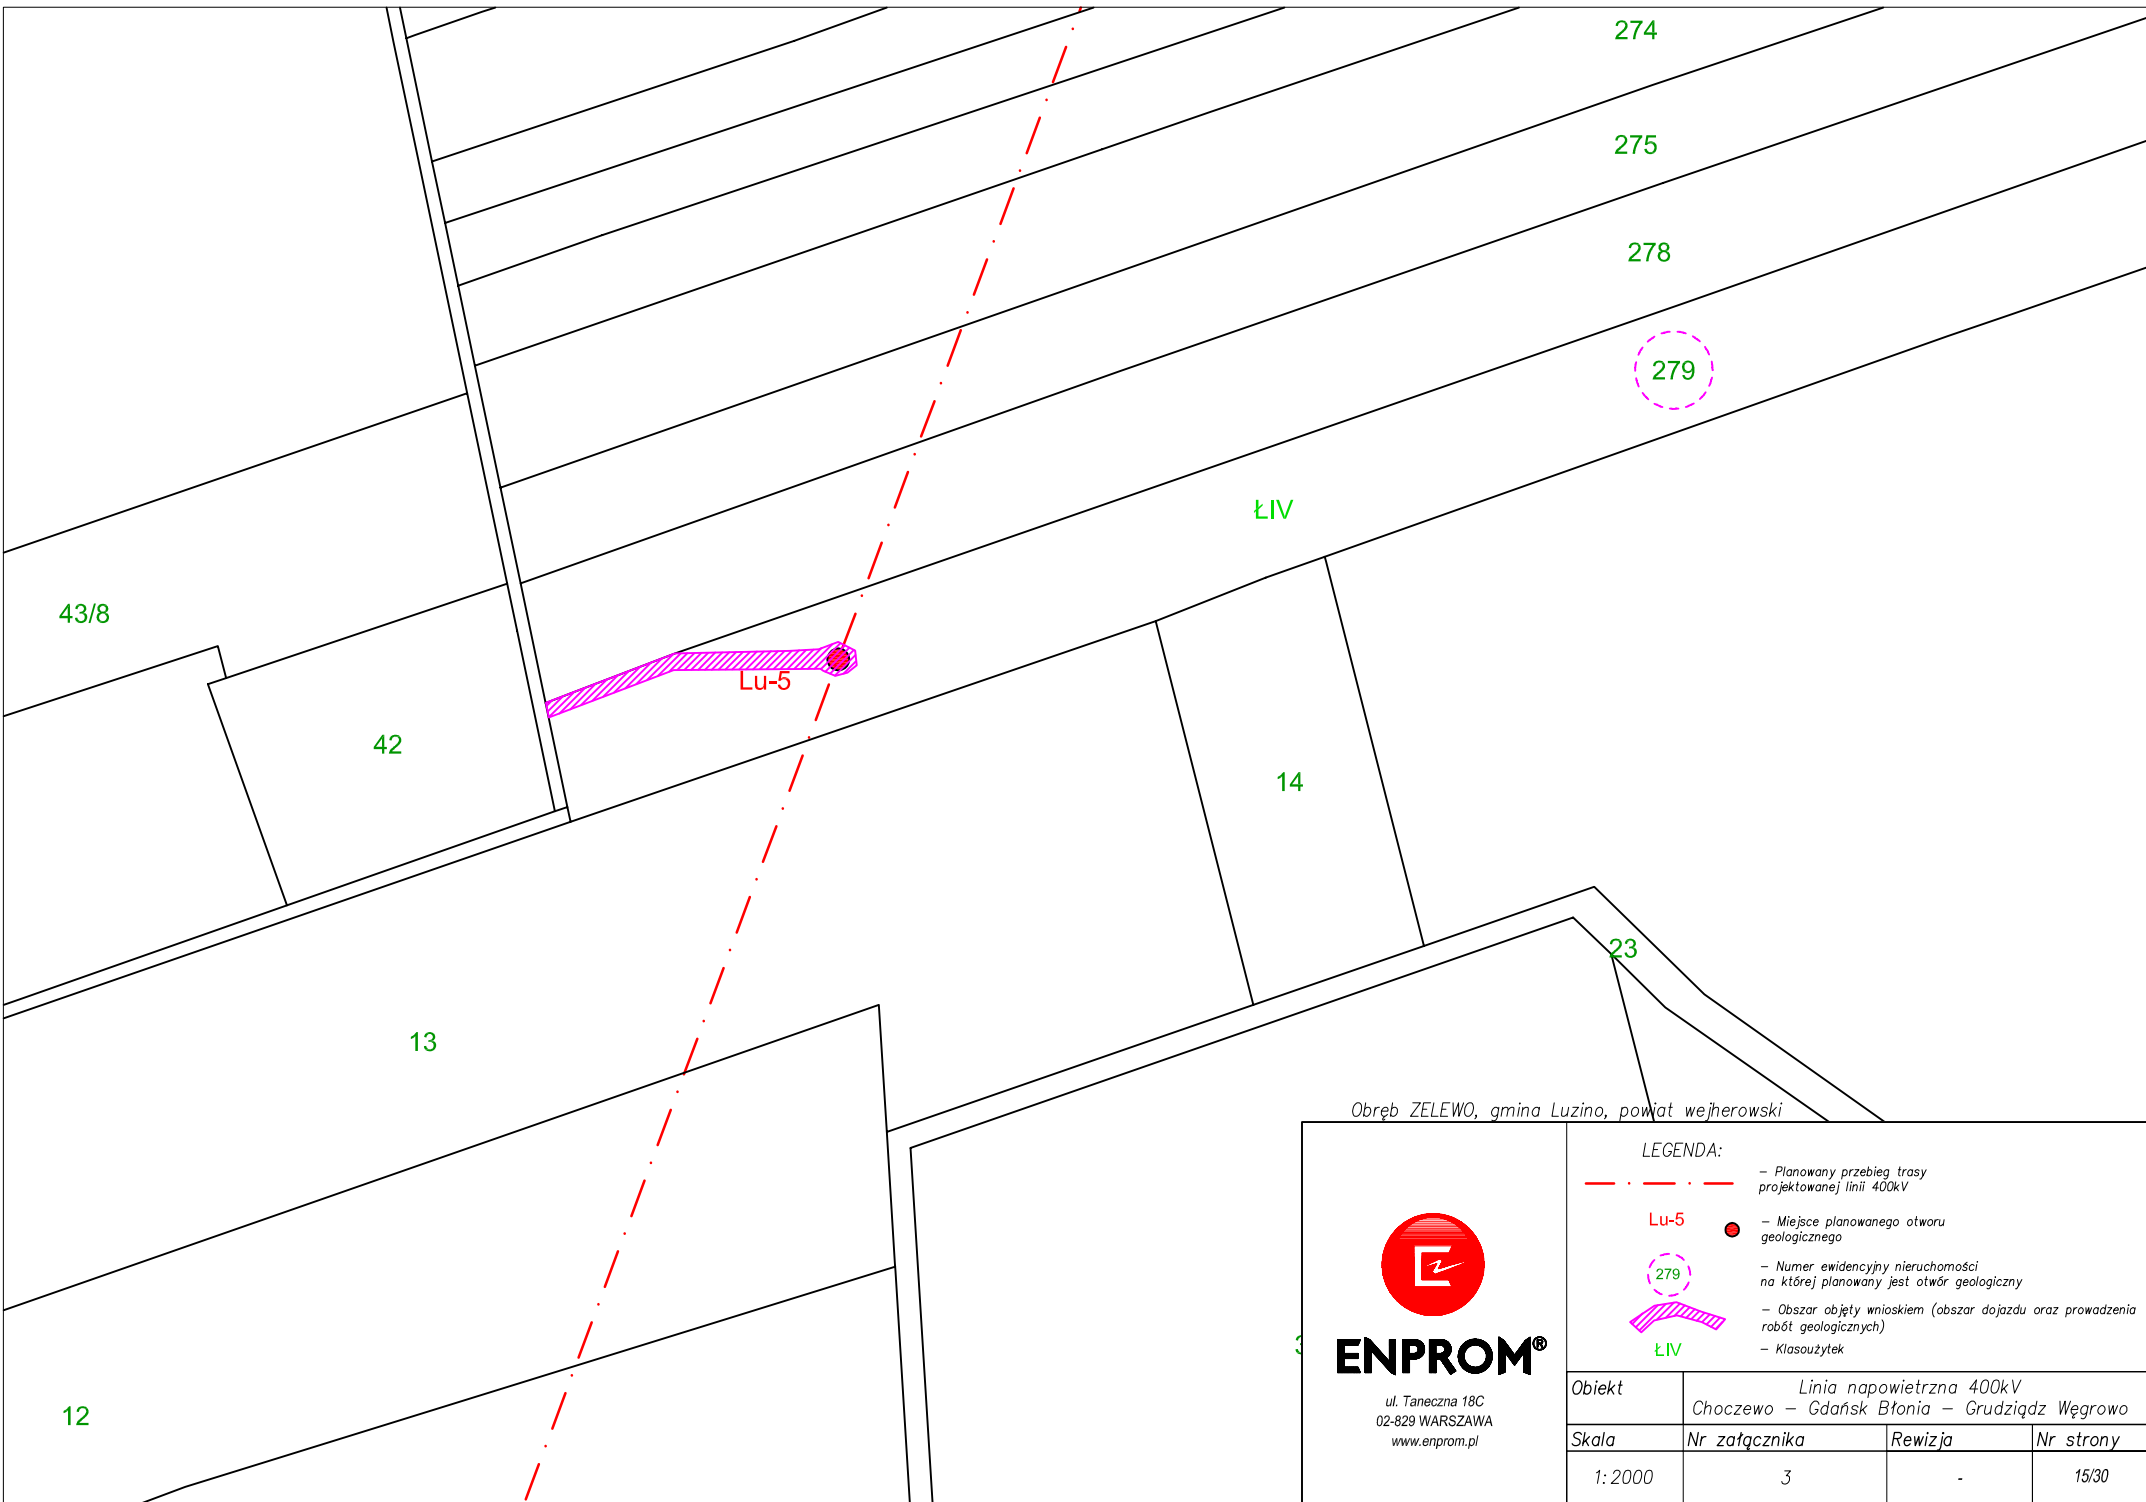 274
275
278
279
ŁIV
43/8
Lu-5
42
14
23
13
12
Obręb ZELEWO, gmina Luzino, powiat wejherowski
LEGENDA:
– Planowany przebieg trasy
projektowanej linii 400kV
Lu-5
– Miejsce planowanego otworu
geologicznego
279
– Numer ewidencyjny nieruchomości
na której planowany jest otwór geologiczny
– Obszar objęty wnioskiem (obszar dojazdu oraz prowadzenia
robót geologicznych)
ŁIV
– Klasoużytek
ENPROM®
ul. Taneczna 18C
02-829 WARSZAWA
www.enprom.pl
Obiekt
Linia napowietrzna 400kV
Choczewo – Gdańsk Błonia – Grudziądz Węgrowo
Skala Nr załącznika Rewizja Nr strony
1:2000 3 - 15/30